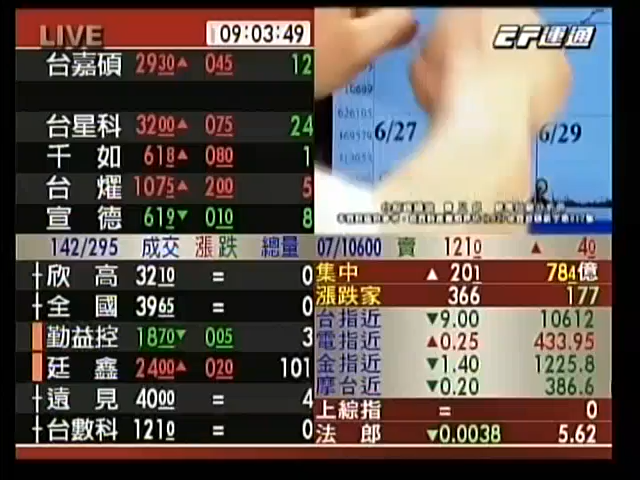 LIVE 09:03:49
台嘉碩 2930▲ 045 12
台星科 3200▲ 075 24
千如 618▲ 080 1
台燿 1075▲ 200 5
宣德 619▼ 010 8
142/295 成交 漲跌 總量
欣高 3210 = 0
全國 3965 = 0
勤益控 1870▼ 005 3
廷鑫 2400▲ 020 101
遠見 4000 = 4
台數科 1210 = 0
運通
10699
6/27 6/29
07/10600 賣 1210 ▲ 40
集中 ▲ 201 784億
漲跌家 366 177
台指近 ▼9.00 10612
電指近 ▲0.25 433.95
金指近 ▼1.40 1225.8
摩台近 ▼0.20 386.6
上綜指 = 0
法郎 ▼0.0038 5.62